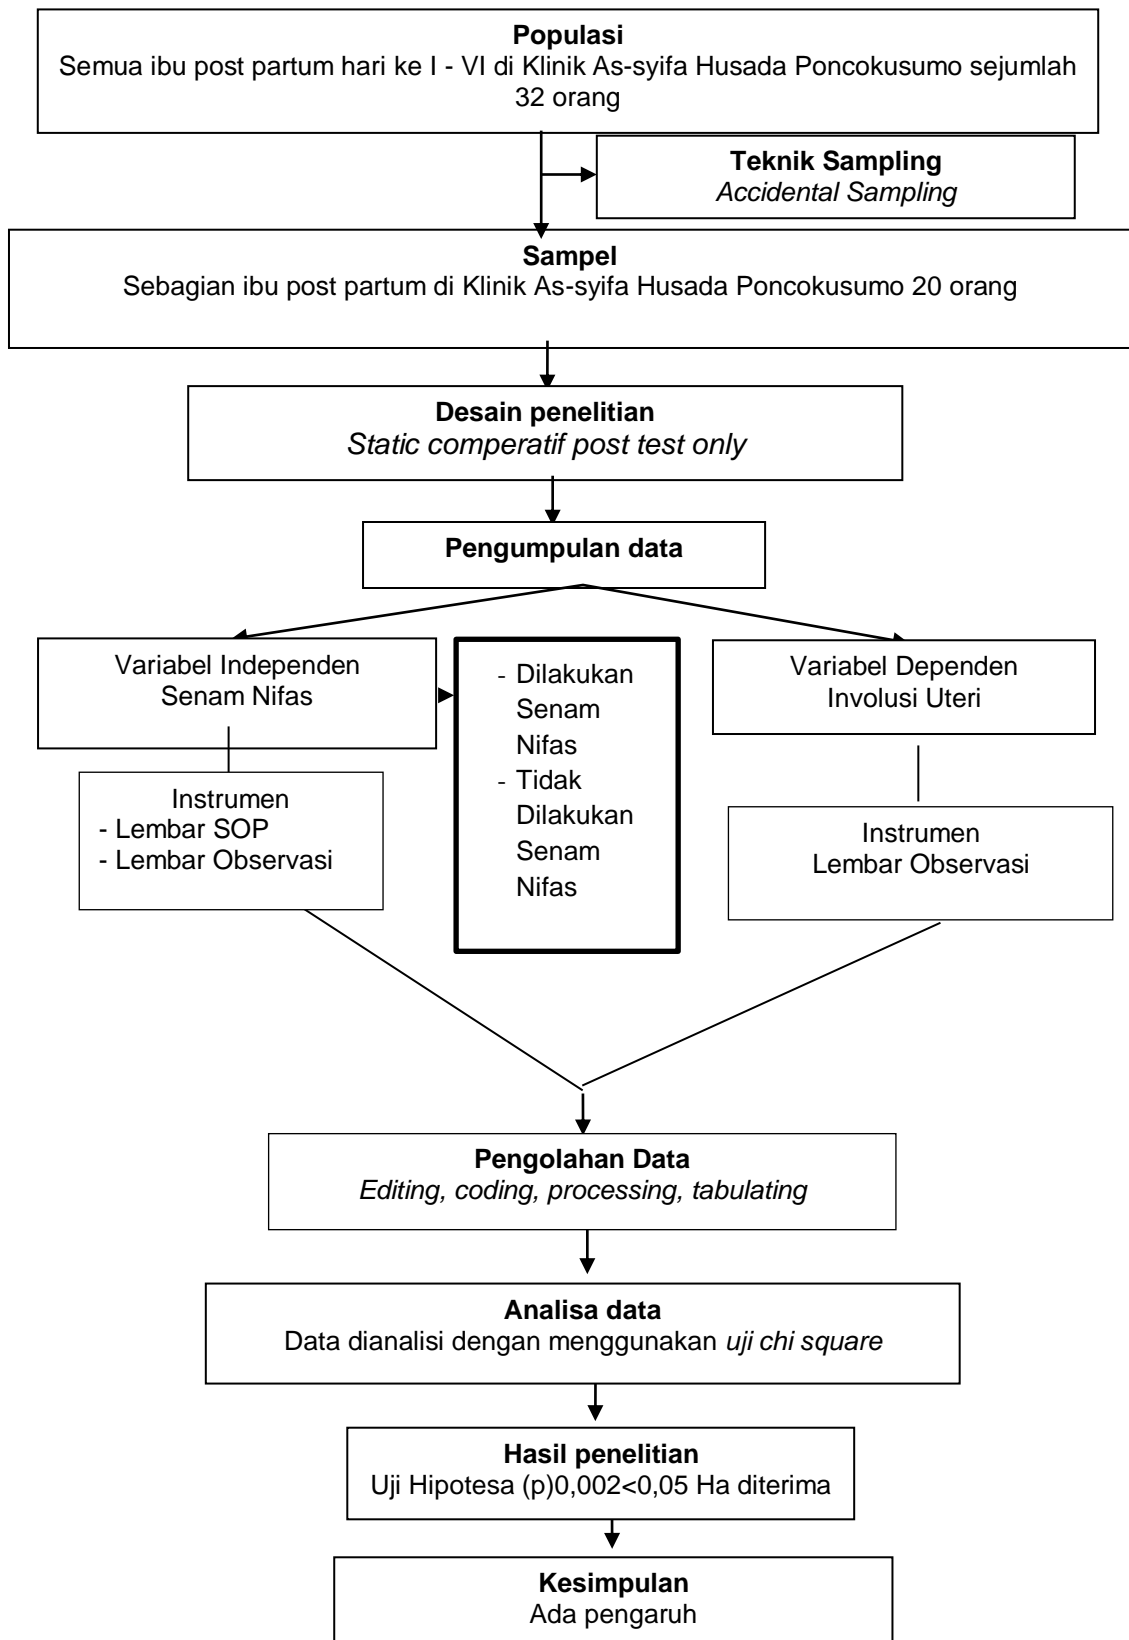 Populasi
Semua ibu post partum hari ke I - VI di Klinik As-syifa Husada Poncokusumo sejumlah
32 orang
Teknik Sampling
Accidental Sampling
Sampel
Sebagian ibu post partum di Klinik As-syifa Husada Poncokusumo 20 orang
Desain penelitian
Static comperatif post test only
Pengumpulan data
Variabel Independen
Senam Nifas
- Dilakukan
Senam
Nifas
- Tidak
Dilakukan
Senam
Nifas
Variabel Dependen
Involusi Uteri
Instrumen
- Lembar SOP
- Lembar Observasi
Instrumen
Lembar Observasi
Pengolahan Data
Editing, coding, processing, tabulating
Analisa data
Data dianalisi dengan menggunakan uji chi square
Hasil penelitian
Uji Hipotesa (p)0,002<0,05 Ha diterima
Kesimpulan
Ada pengaruh